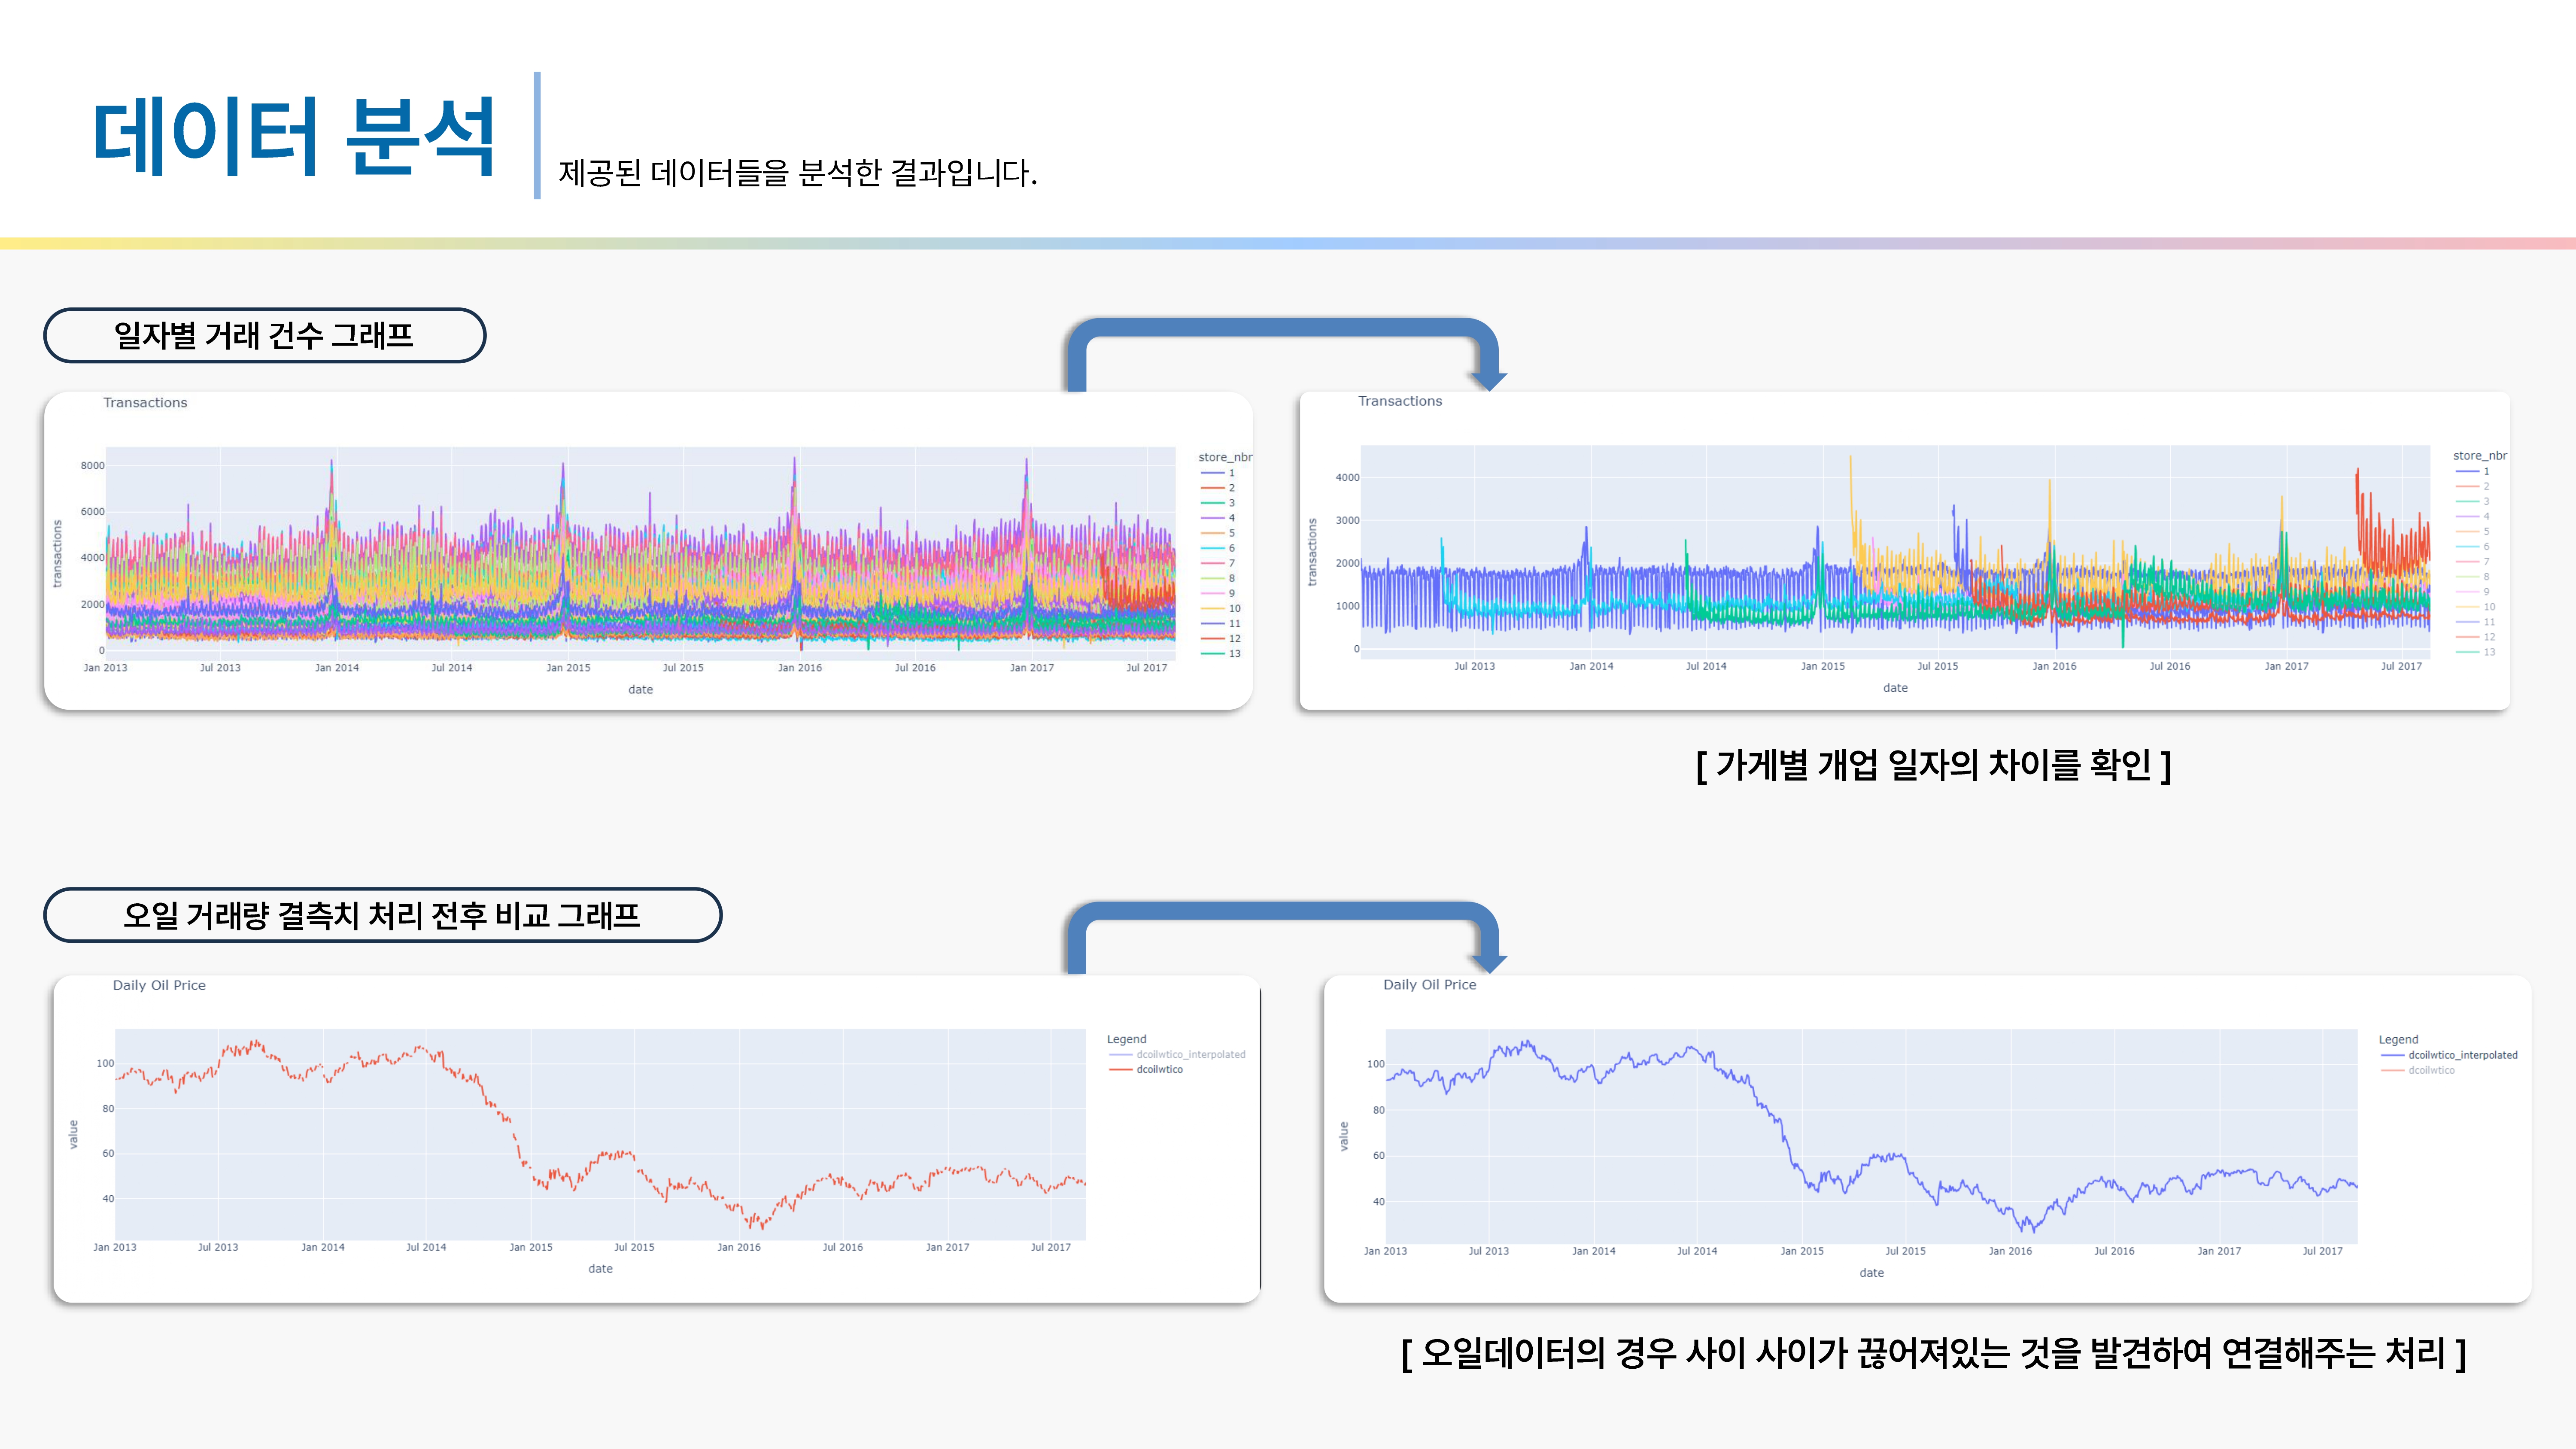 데이터 분석
제공된 데이터들을 분석한 결과입니다.
일자별 거래 건수 그래프
Transactions
transactions
8000
6000
4000
2000
0
Jan 2013 Jul 2013 Jan 2014 Jul 2014 Jan 2015 Jul 2015 Jan 2016 Jul 2016 Jan 2017 Jul 2017
date
store_nbr
1
2
3
4
5
6
7
8
9
10
11
12
13
Transactions
transactions
4000
3000
2000
1000
0
Jul 2013 Jan 2014 Jul 2014 Jan 2015 Jul 2015 Jan 2016 Jul 2016 Jan 2017 Jul 2017
date
store_nbr
1
2
3
4
5
6
7
8
9
10
11
12
13
[ 가게별 개업 일자의 차이를 확인 ]
오일 거래량 결측치 처리 전후 비교 그래프
Daily Oil Price
value
100
80
60
40
Jan 2013 Jul 2013 Jan 2014 Jul 2014 Jan 2015 Jul 2015 Jan 2016 Jul 2016 Jan 2017 Jul 2017
date
Legend
dcoilwtico_interpolated
dcoilwtico
Daily Oil Price
value
100
80
60
40
Jan 2013 Jul 2013 Jan 2014 Jul 2014 Jan 2015 Jul 2015 Jan 2016 Jul 2016 Jan 2017 Jul 2017
date
Legend
dcoilwtico_interpolated
dcoilwtico
[ 오일데이터의 경우 사이 사이가 끊어져있는 것을 발견하여 연결해주는 처리 ]